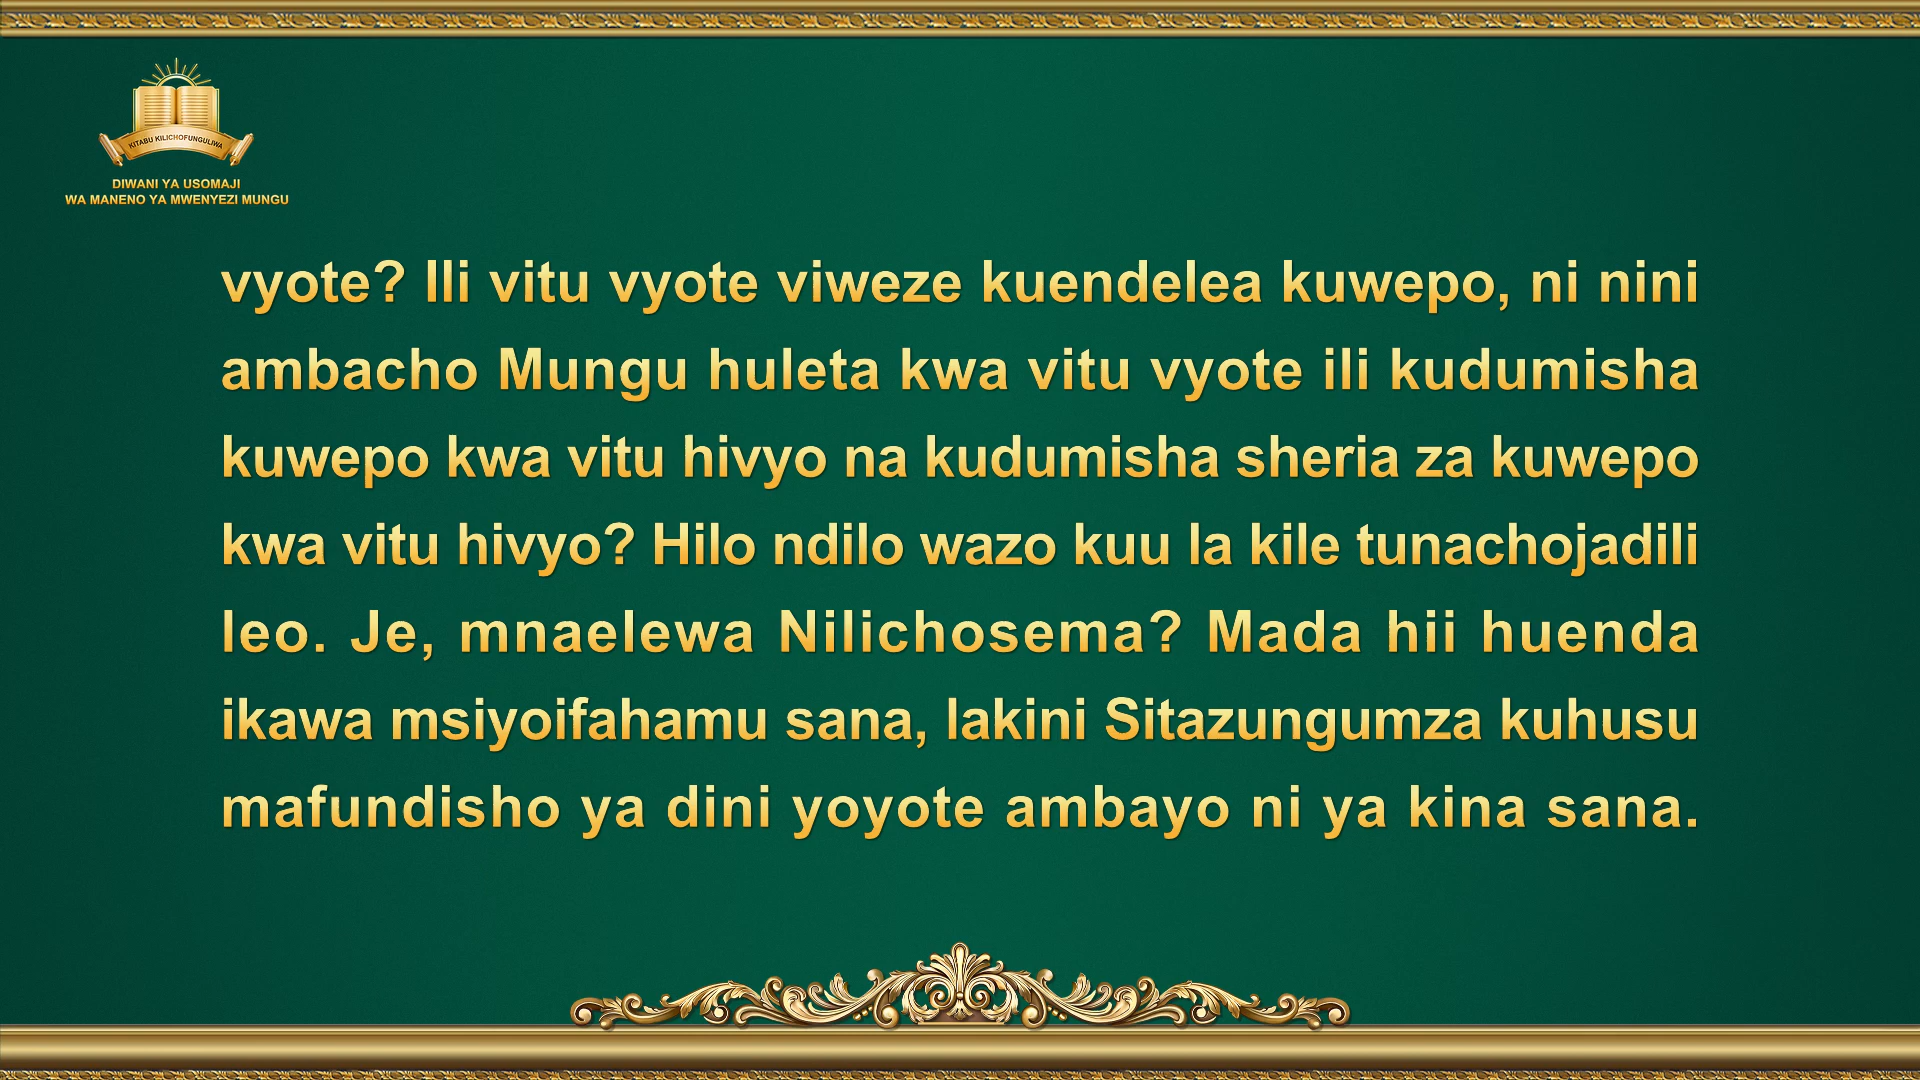 KITABU KILICHOFUNGULIWA
DIWANI YA USOMAJI
WA MANENO YA MWENYEZI MUNGU
vyote? Ili vitu vyote viweze kuendelea kuwepo, ni nini
ambacho Mungu huleta kwa vitu vyote ili kudumisha
kuwepo kwa vitu hivyo na kudumisha sheria za kuwepo
kwa vitu hivyo? Hilo ndilo wazo kuu la kile tunachojadili
leo. Je, mnaelewa Nilichosema? Mada hii huenda
ikawa msiyoifahamu sana, lakini Sitazungumza kuhusu
mafundisho ya dini yoyote ambayo ni ya kina sana.